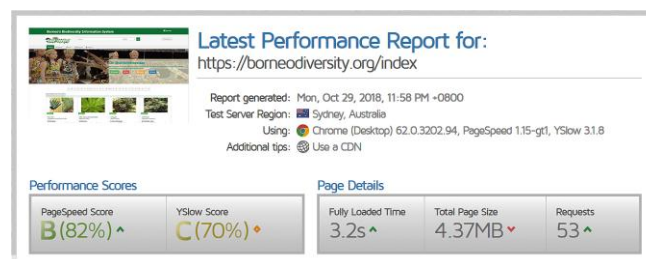 Latest Performance Report for:
https://borneodiversity.org/index
Report generated: Mon, Oct 29, 2018, 11:58 PM +0800
Test Server Region: Sydney, Australia
Using: Chrome (Desktop) 62.0.3202.94, PageSpeed 1.15-gt1, YSlow 3.1.8
Additional tips: Use a CDN
Performance Scores
Page Details
PageSpeed Score
YSlow Score
Fully Loaded Time
Total Page Size
Requests
B(82%)
C(70%)
3.2s
4.37MB
53